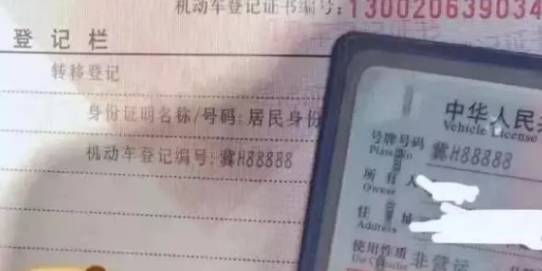 机动车登记证书编号:13002063903
登记栏
转移登记
身份证明名称/号码:居民身份
机动车登记编号:冀H88888
中华人民
Vehicle License
号牌号码 冀H88888
Plate No
所有人
Owner
住 址
Address
使用性质 非营运